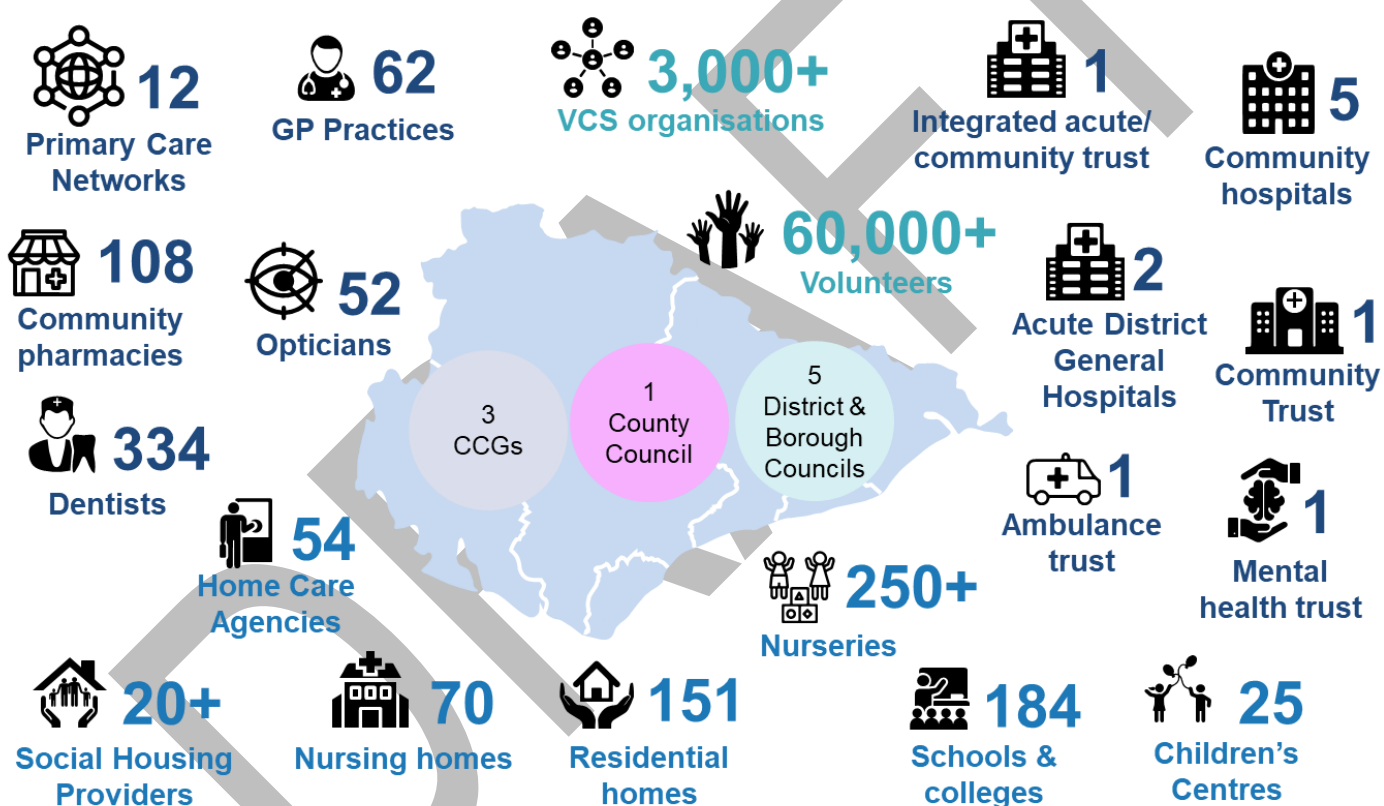 12
Primary Care
Networks
62
GP Practices
3,000+
VCS organisations
1
Integrated acute/
community trust
5
Community
hospitals
108
Community
pharmacies
52
Opticians
60,000+
Volunteers
2
Acute District
General
Hospitals
1
Community
Trust
334
Dentists
3
CCGs
1
County
Council
5
District &
Borough
Councils
1
Ambulance
trust
1
Mental
health trust
54
Home Care
Agencies
250+
Nurseries
20+
Social Housing
Providers
70
Nursing homes
151
Residential
homes
184
Schools &
colleges
25
Children’s
Centres